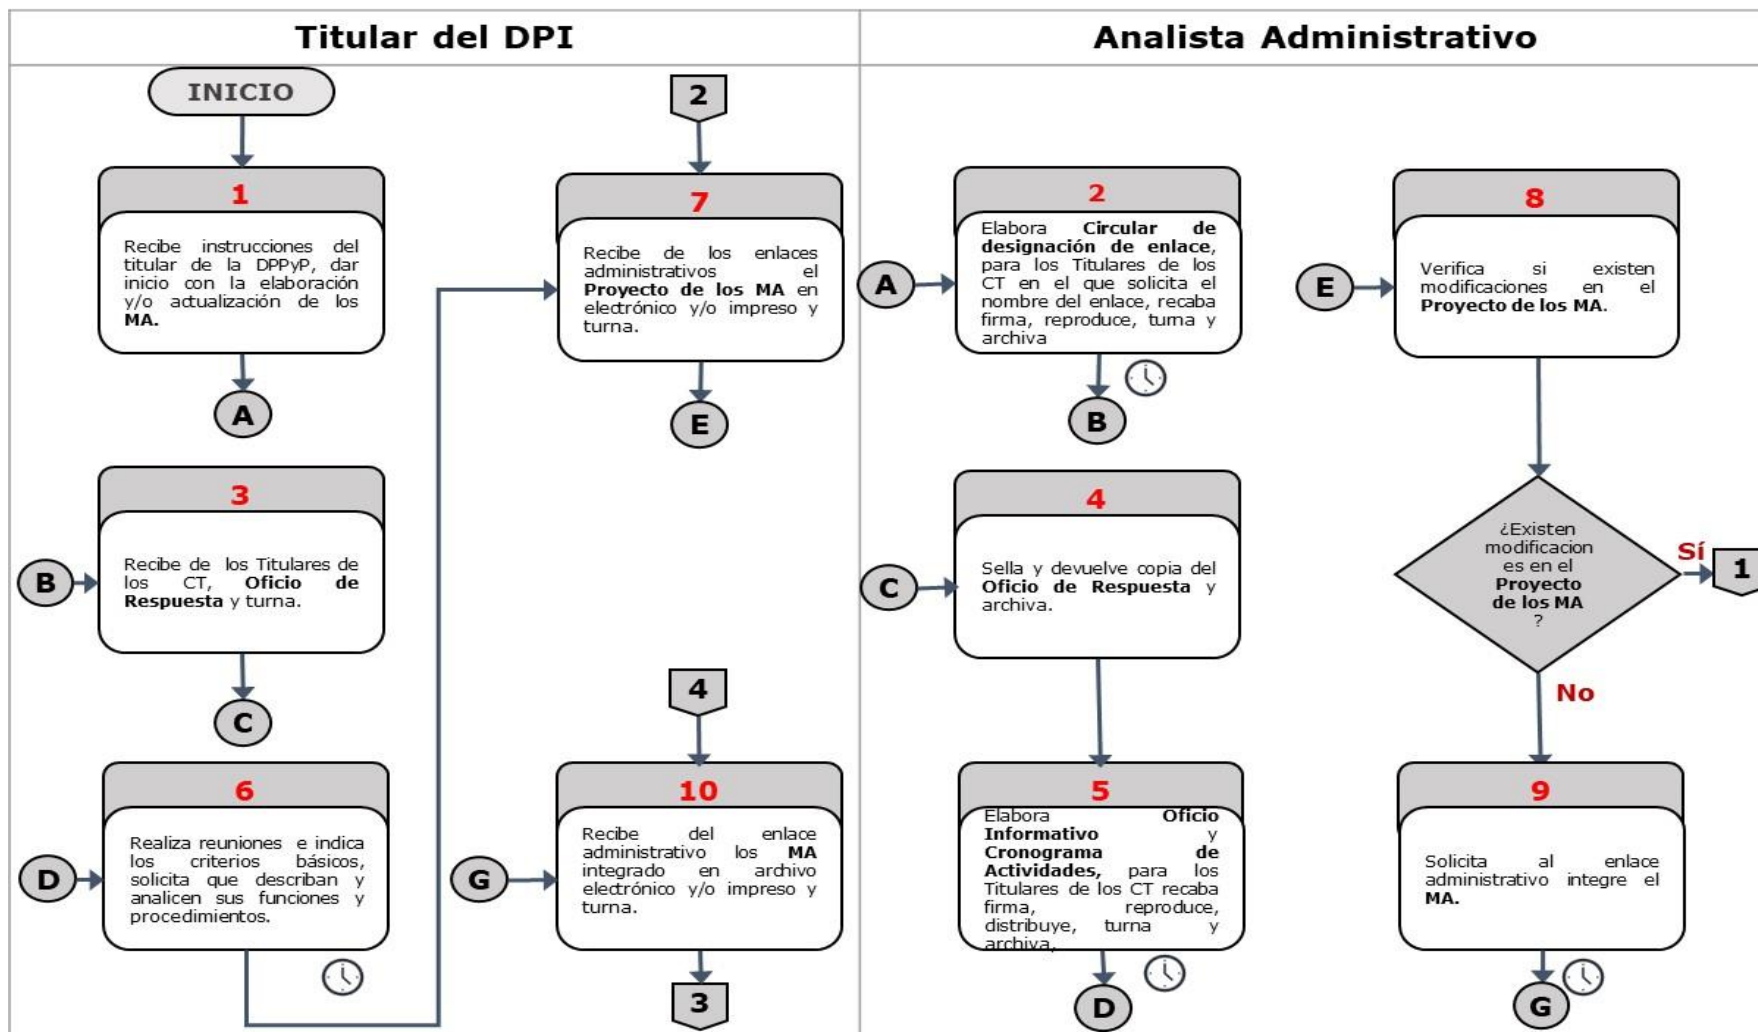 Titular del DPI
Analista Administrativo
INICIO
1
Recibe instrucciones del
titular de la DPPyP, dar
inicio con la elaboración
y/o actualización de los
MA.
A
B
3
Recibe de los Titulares de
los CT, Oficio de
Respuesta y turna.
C
D
6
Realiza reuniones e indica
los criterios básicos,
solicita que describan y
analicen sus funciones y
procedimientos.
2
7
Recibe de los enlaces
administrativos el
Proyecto de los MA en
electrónico y/o impreso y
turna.
E
4
G
10
Recibe del enlace
administrativo los MA
integrado en archivo
electrónico y/o impreso y
turna.
3
A
2
Elabora Circular de
designación de enlace,
para los Titulares de los
CT en el que solicita el
nombre del enlace, recaba
firma, reproduce, turna y
archiva
B
C
4
Sella y devuelve copia del
Oficio de Respuesta y
archiva.
5
Elabora Oficio
Informativo y
Cronograma de
Actividades, para los
Titulares de los CT recaba
firma, reproduce,
distribuye, turna y
archiva,
D
E
8
Verifica si existen
modificaciones en el
Proyecto de los MA.
¿Existen
modificacion
es en el
Proyecto
de los MA
?
Sí
1
No
9
Solicita al enlace
administrativo integre el
MA.
G